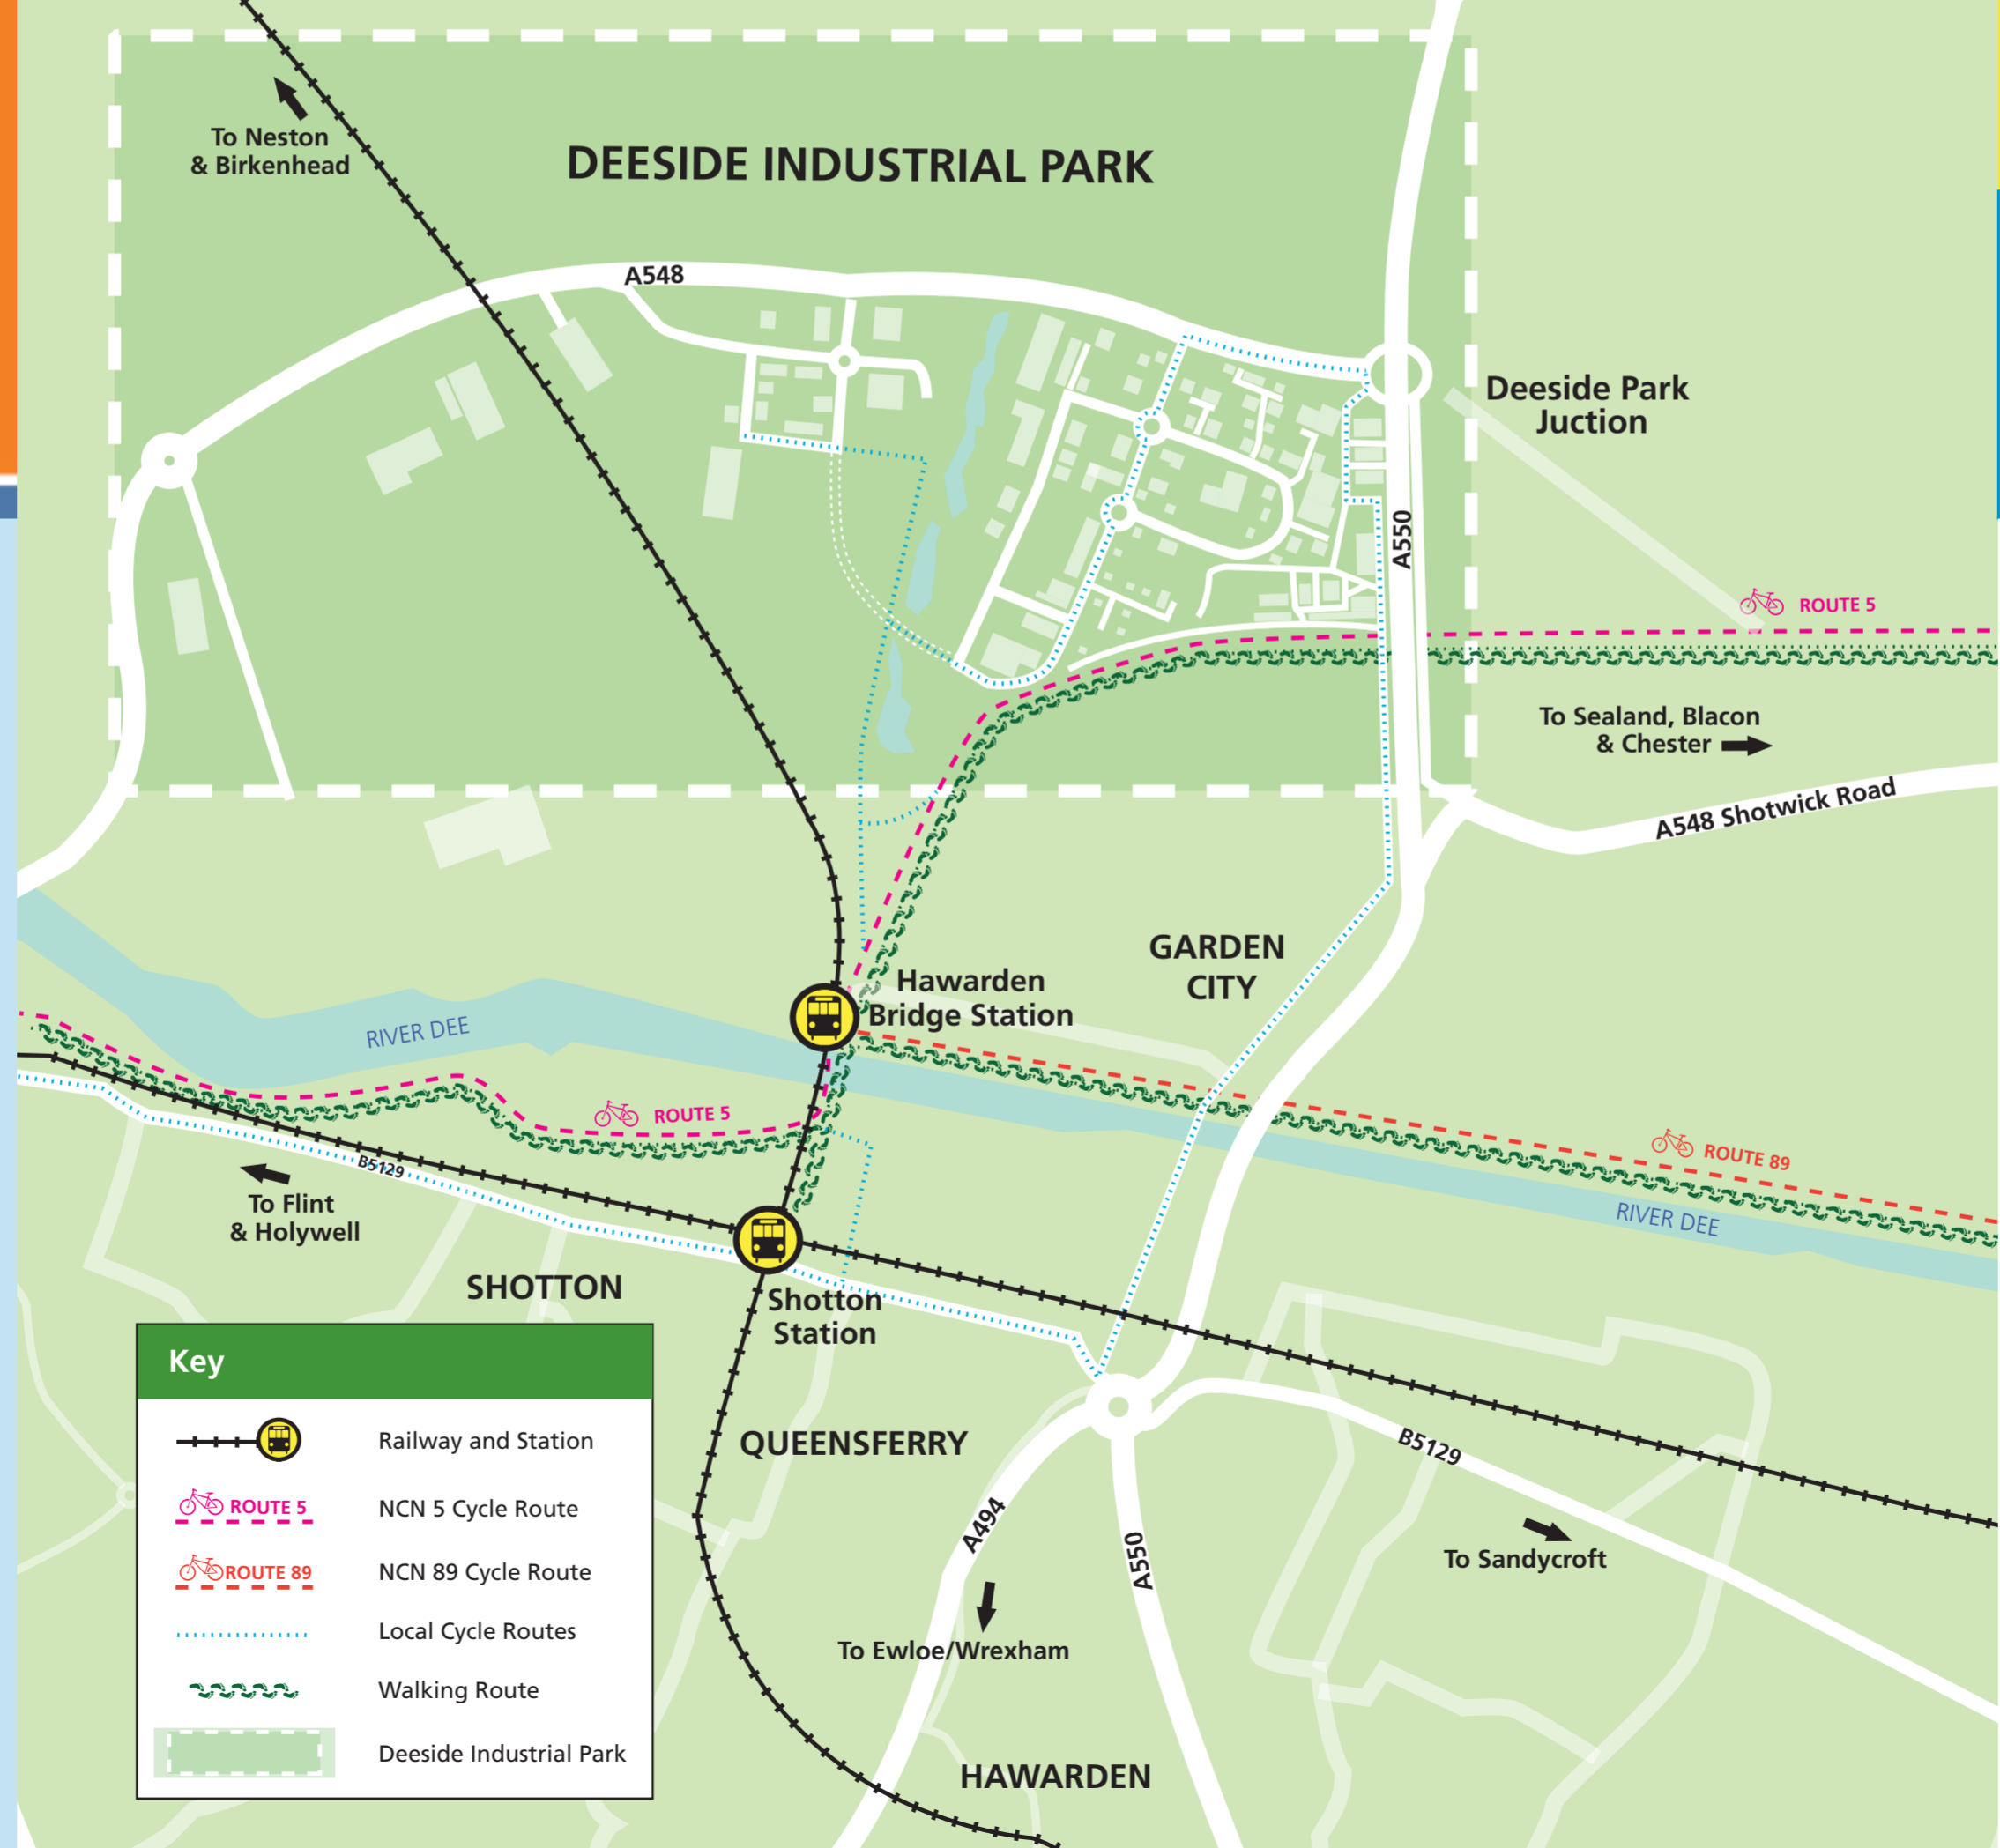 To Neston
& Birkenhead
DEESIDE INDUSTRIAL PARK
A548
Deeside Park
Juction
A550
ROUTE 5
To Sealand, Blacon
& Chester
A548 Shotwick Road
GARDEN
CITY
Hawarden
Bridge Station
RIVER DEE
ROUTE 5
B5129
To Flint
& Holywell
ROUTE 89
RIVER DEE
SHOTTON
Shotton
Station
QUEENSFERRY
B5129
A494
A550
To Sandycroft
To Ewloe/Wrexham
HAWARDEN
Key
Railway and Station
ROUTE 5
NCN 5 Cycle Route
ROUTE 89
NCN 89 Cycle Route
Local Cycle Routes
Walking Route
Deeside Industrial Park